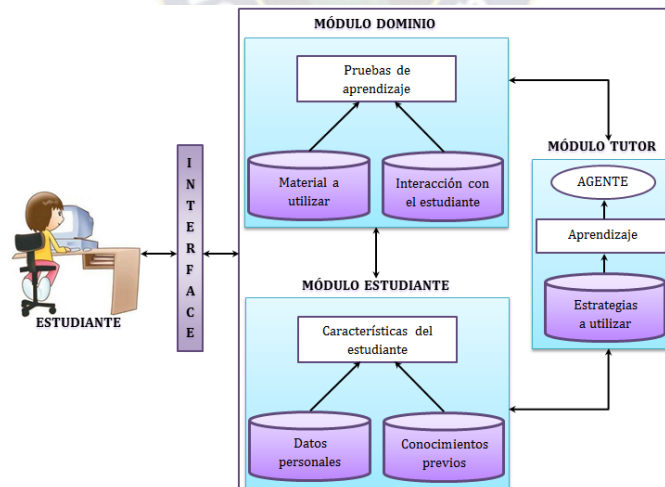 MÓDULO DOMINIO
Pruebas de
aprendizaje
Material a
utilizar
Interacción con
el estudiante
INTERFACE
ESTUDIANTE
MÓDULO TUTOR
AGENTE
Aprendizaje
Estrategias
a utilizar
MÓDULO ESTUDIANTE
Características del
estudiante
Datos
personales
Conocimientos
previos